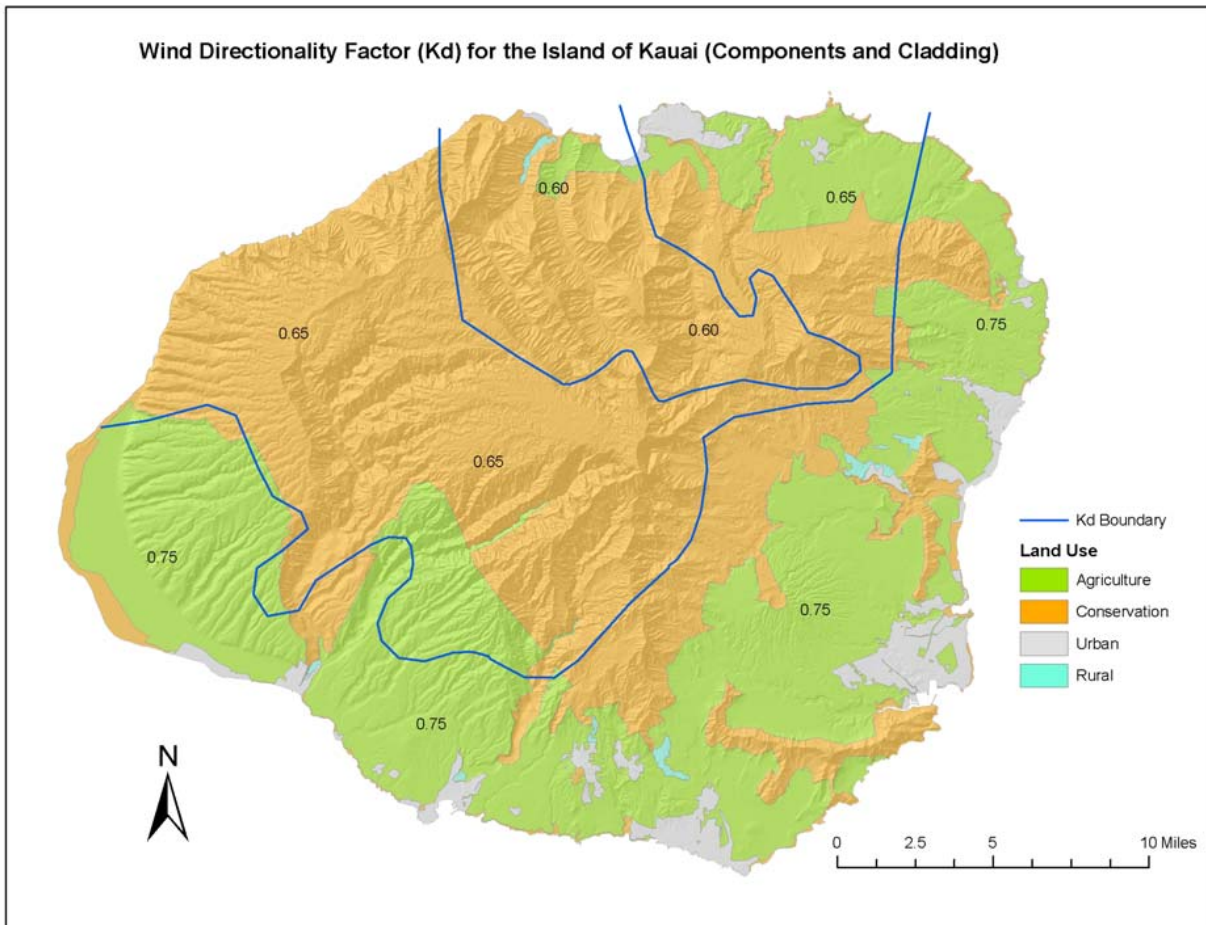 Wind Directionality Factor (Kd) for the Island of Kauai (Components and Cladding)
0.60
0.65
0.65
0.60
0.75
0.65
0.75
0.75
0.75
Kd Boundary
Land Use
Agriculture
Conservation
Urban
Rural
N
0 2.5 5 10 Miles